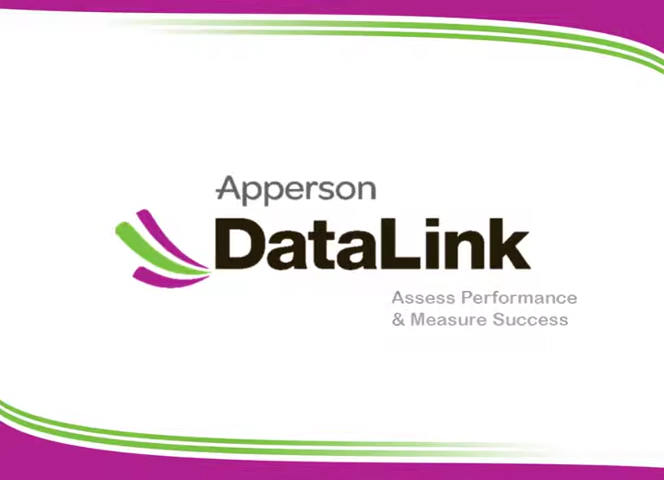 Apperson
DataLink
Assess Performance
& Measure Success